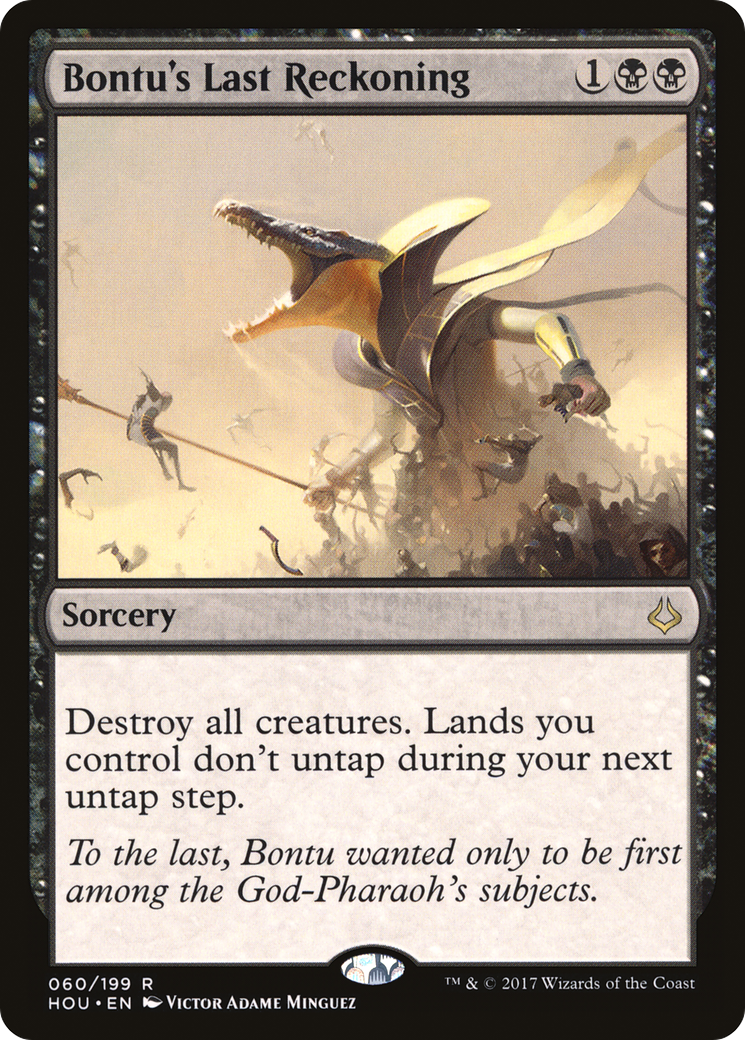 Bontu's Last Reckoning 1
Sorcery
Destroy all creatures. Lands you
control don't untap during your next
untap step.
To the last, Bontu wanted only to be first
among the God-Pharaoh's subjects.
060/199 R
HOU • EN Victor Adame Minguez
™ & © 2017 Wizards of the Coast